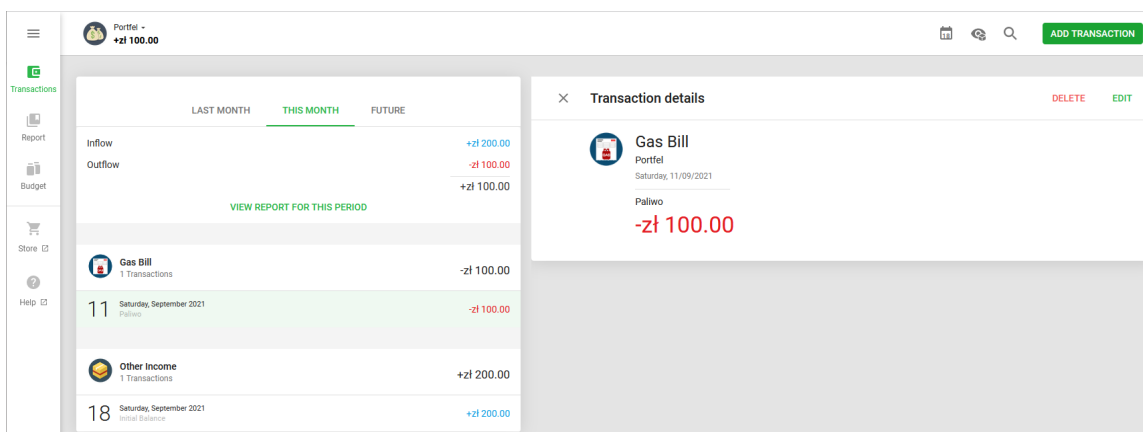 Portfel
+zł 100.00
10
ADD TRANSACTION
Transactions
Report
Budget
Store
Help
LAST MONTH THIS MONTH FUTURE
Inflow +zł 200.00
Outflow -zł 100.00
+zł 100.00
VIEW REPORT FOR THIS PERIOD
Gas Bill
1 Transactions
-zł 100.00
11 Saturday, September 2021
Paliwo
-zł 100.00
Other Income
1 Transactions
+zł 200.00
18 Saturday, September 2021
Initial Balance
+zł 200.00
Transaction details DELETE EDIT
Gas Bill
Portfel
Saturday, 11/09/2021
Paliwo
-zł 100.00